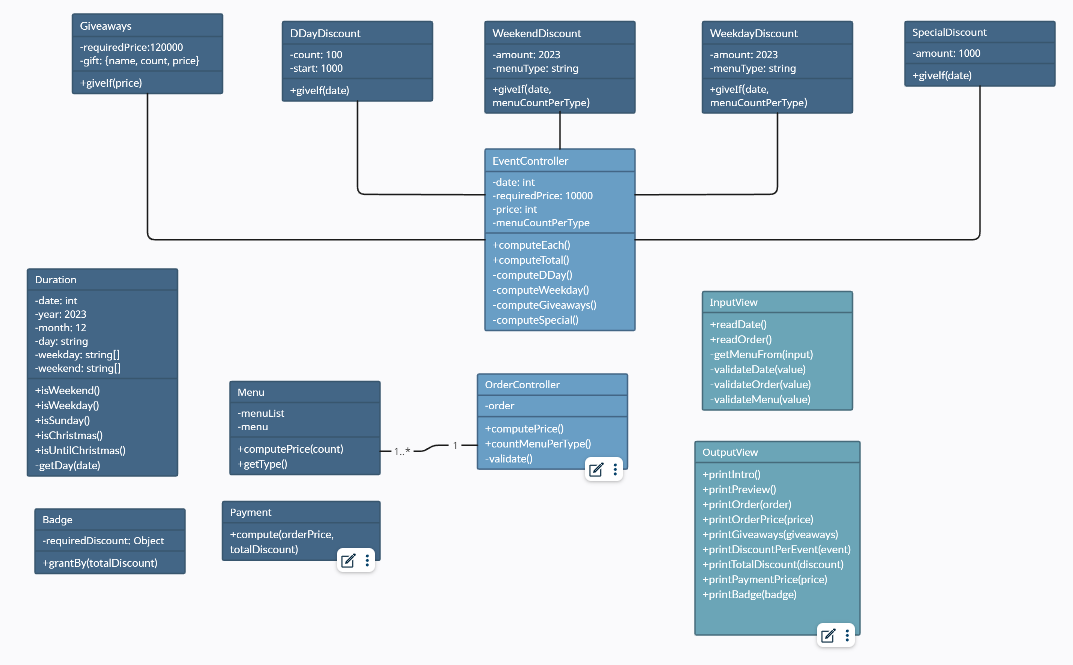 Giveaways
-requiredPrice:120000
-gift: {name, count, price}
+giveIf(price)
DDayDiscount
-count: 100
-start: 1000
+giveIf(date)
WeekendDiscount
-amount: 2023
-menuType: string
+giveIf(date,
menuCountPerType)
WeekdayDiscount
-amount: 2023
-menuType: string
+giveIf(date,
menuCountPerType)
SpecialDiscount
-amount: 1000
+giveIf(date)
EventController
-date: int
-requiredPrice: 10000
-price: int
-menuCountPerType
+computeEach()
+computeTotal()
-computeDDay()
-computeWeekday()
-computeGiveaways()
-computeSpecial()
Duration
-date: int
-year: 2023
-month: 12
-day: string
-weekday: string[]
-weekend: string[]
+isWeekend()
+isWeekday()
+isSunday()
+isChristmas()
+isUntilChristmas()
-getDay(date)
InputView
+readDate()
+readOrder()
-getMenuFrom(input)
-validateDate(value)
-validateOrder(value)
-validateMenu(value)
Menu
-menuList
-menu
+computePrice(count)
+getType()
1..*
1
OrderController
-order
+computePrice()
+countMenuPerType()
-validate()
OutputView
+printIntro()
+printPreview()
+printOrder(order)
+printOrderPrice(price)
+printGiveaways(giveaways)
+printDiscountPerEvent(event)
+printTotalDiscount(discount)
+printPaymentPrice(price)
+printBadge(badge)
Badge
-requiredDiscount: Object
+grantBy(totalDiscount)
Payment
+compute(orderPrice,
totalDiscount)